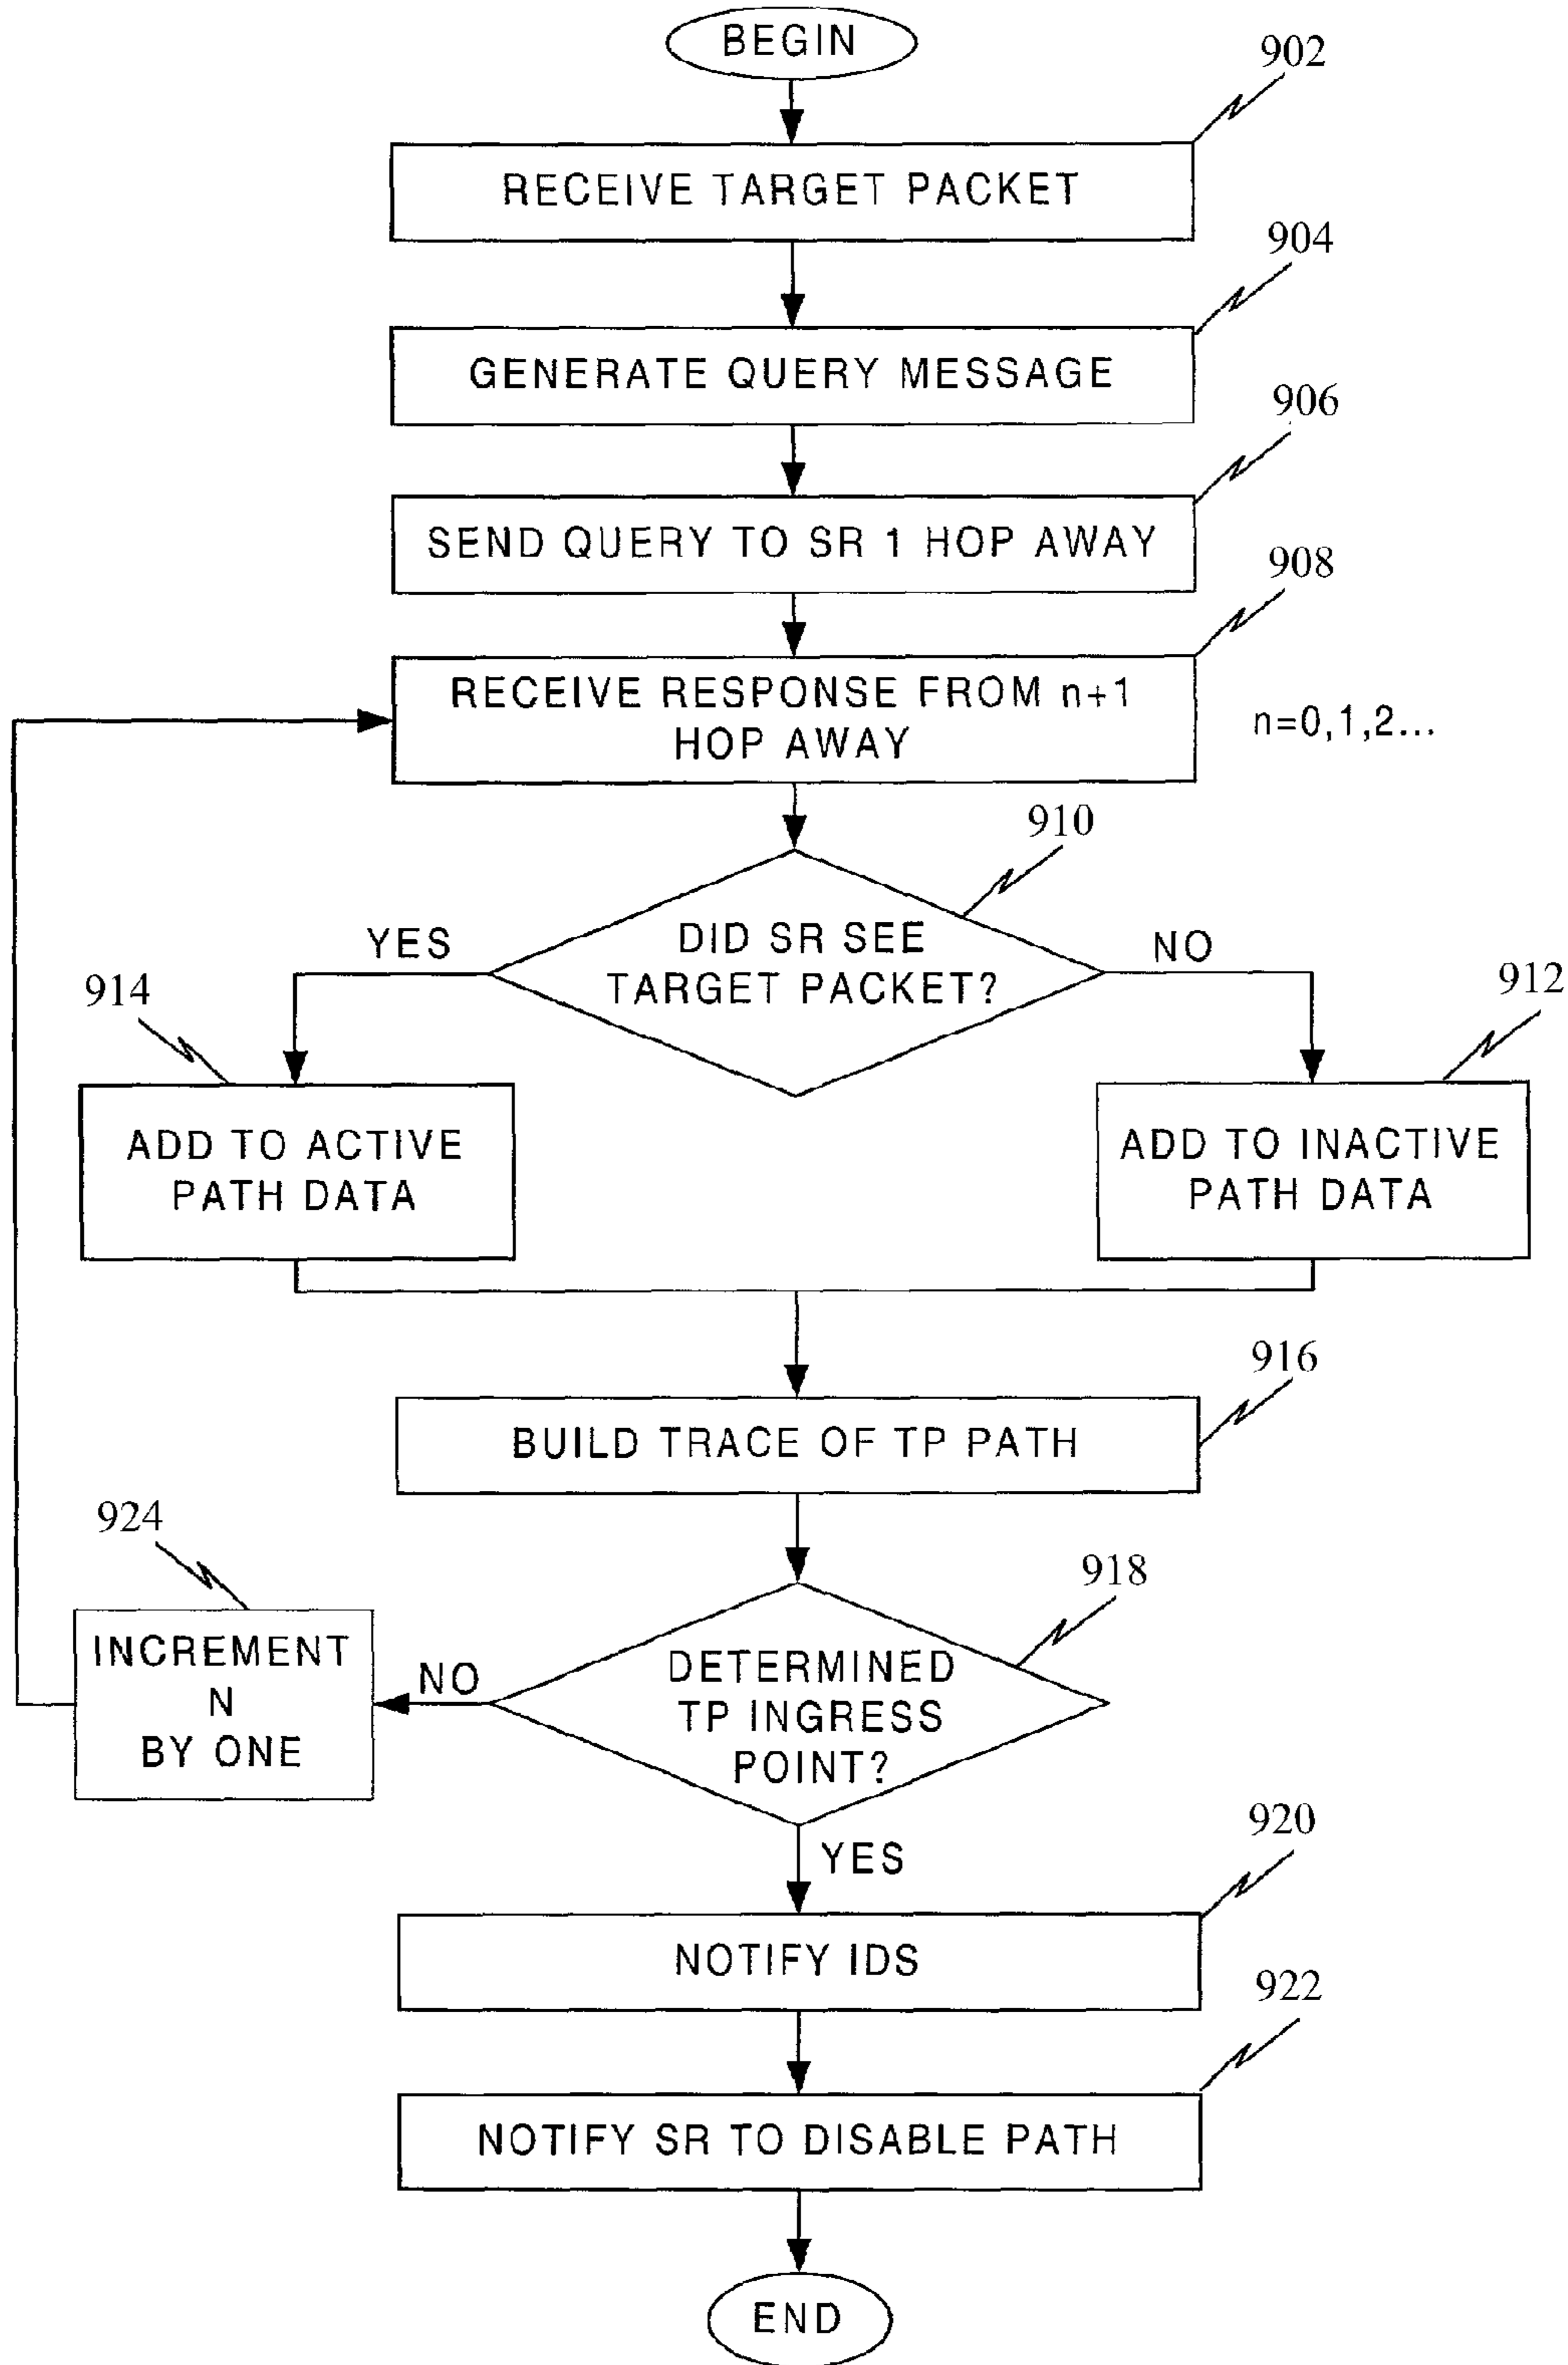 BEGIN
902
RECEIVE TARGET PACKET
904
GENERATE QUERY MESSAGE
906
SEND QUERY TO SR 1 HOP AWAY
908
RECEIVE RESPONSE FROM n+1
HOP AWAY
n=0,1,2...
910
DID SR SEE
TARGET PACKET?
YES
NO
914
912
ADD TO ACTIVE
PATH DATA
ADD TO INACTIVE
PATH DATA
916
BUILD TRACE OF TP PATH
924
918
INCREMENT
N
BY ONE
NO
DETERMINED
TP INGRESS
POINT?
YES
920
NOTIFY IDS
922
NOTIFY SR TO DISABLE PATH
END